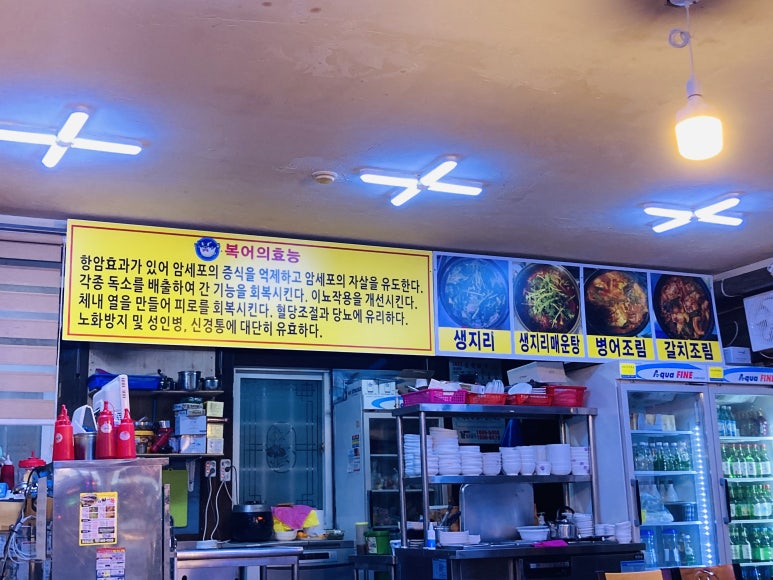 복어의효능
항암효과가 있어 암세포의 증식을 억제하고 암세포의 자살을 유도한다.
각종 독소를 배출하여 간 기능을 회복시킨다. 이뇨작용을 개선시킨다.
체내 열을 만들어 피로를 회복시킨다. 혈당조절과 당뇨에 유리하다.
노화방지 및 성인병, 신경통에 대단히 유효하다.
생지리
생지리매운탕
병어조림
갈치조림
Aqua FINE
Aqua FINE